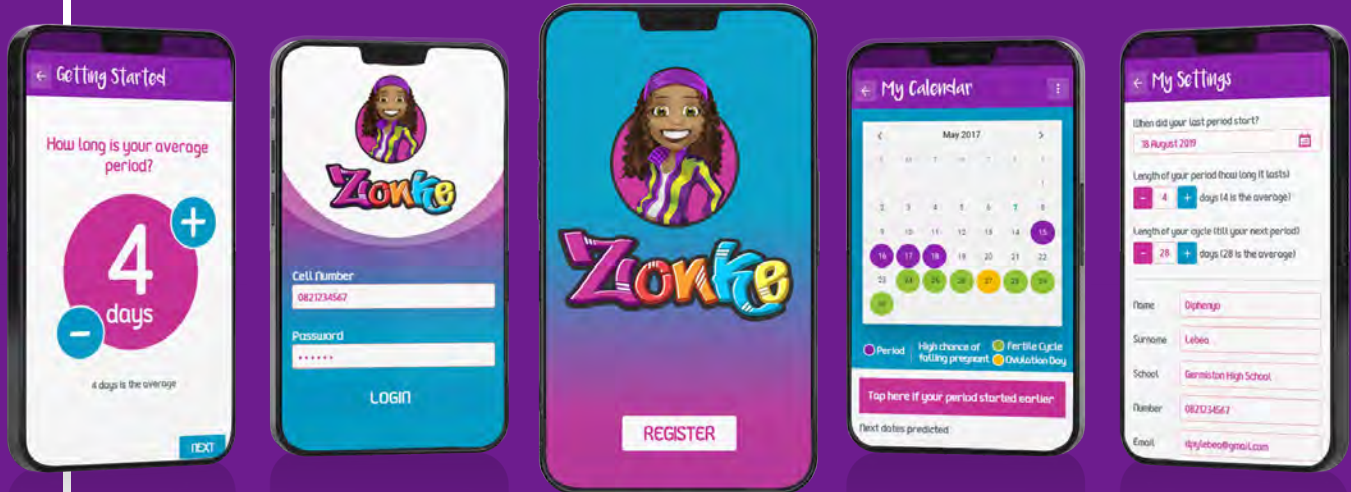 Getting Started
How long is your average
period?
4
days
+
-
4 days is the average
NEXT
Zonke
Cell Number
0821234567
Password
LOGIN
Zonke
REGISTER
My Calendar
May 2017
1
2 3 4 5 6 7 8
9 10 11 12 13 14 15
16 17 18 19 20 21 22
23 24 25 26 27 28 29
30
Period
High chance of
falling pregnant
Fertile Cycle
Ovulation Day
Tap here if your period started earlier
Next dates predicted
My Settings
When did your last period start?
18 August 2019
Length of your period (how long it lasts)
- 4 + days (4 is the average)
Length of your cycle (till your next period)
- 28 + days (28 is the average)
Name Diphenyo
Surname Lebea
School Germiston High School
Number 0821234567
Email dpylebea@gmail.com